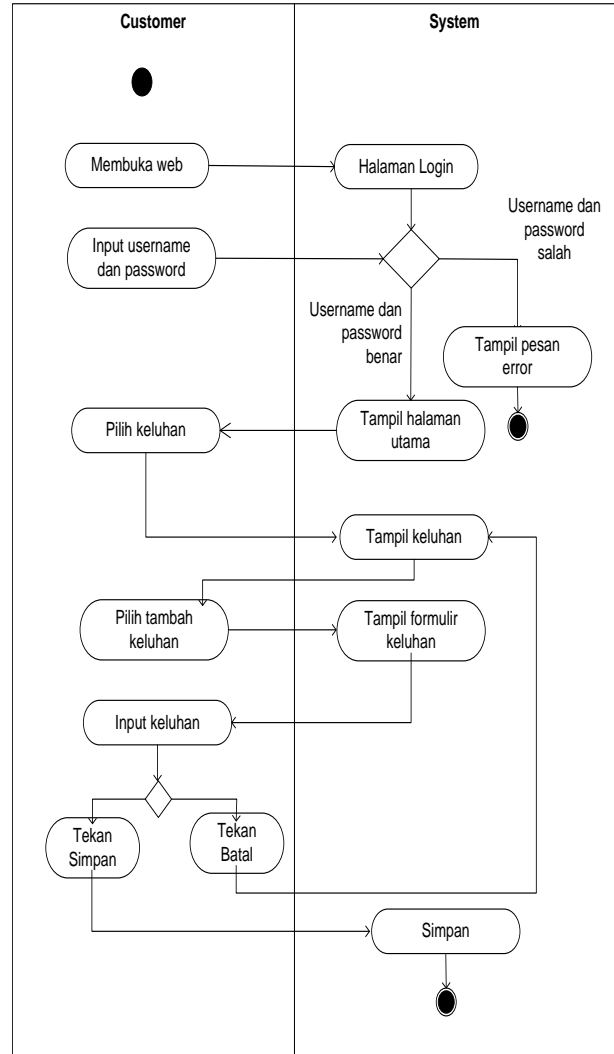 Customer
System
Membuka web
Halaman Login
Username dan
password
salah
Input username
dan password
Username dan
password
benar
Tampil pesan
error
Pilih keluhan
Tampil halaman
utama
Tampil keluhan
Pilih tambah
keluhan
Tampil formulir
keluhan
Input keluhan
Tekan
Simpan
Tekan
Batal
Simpan